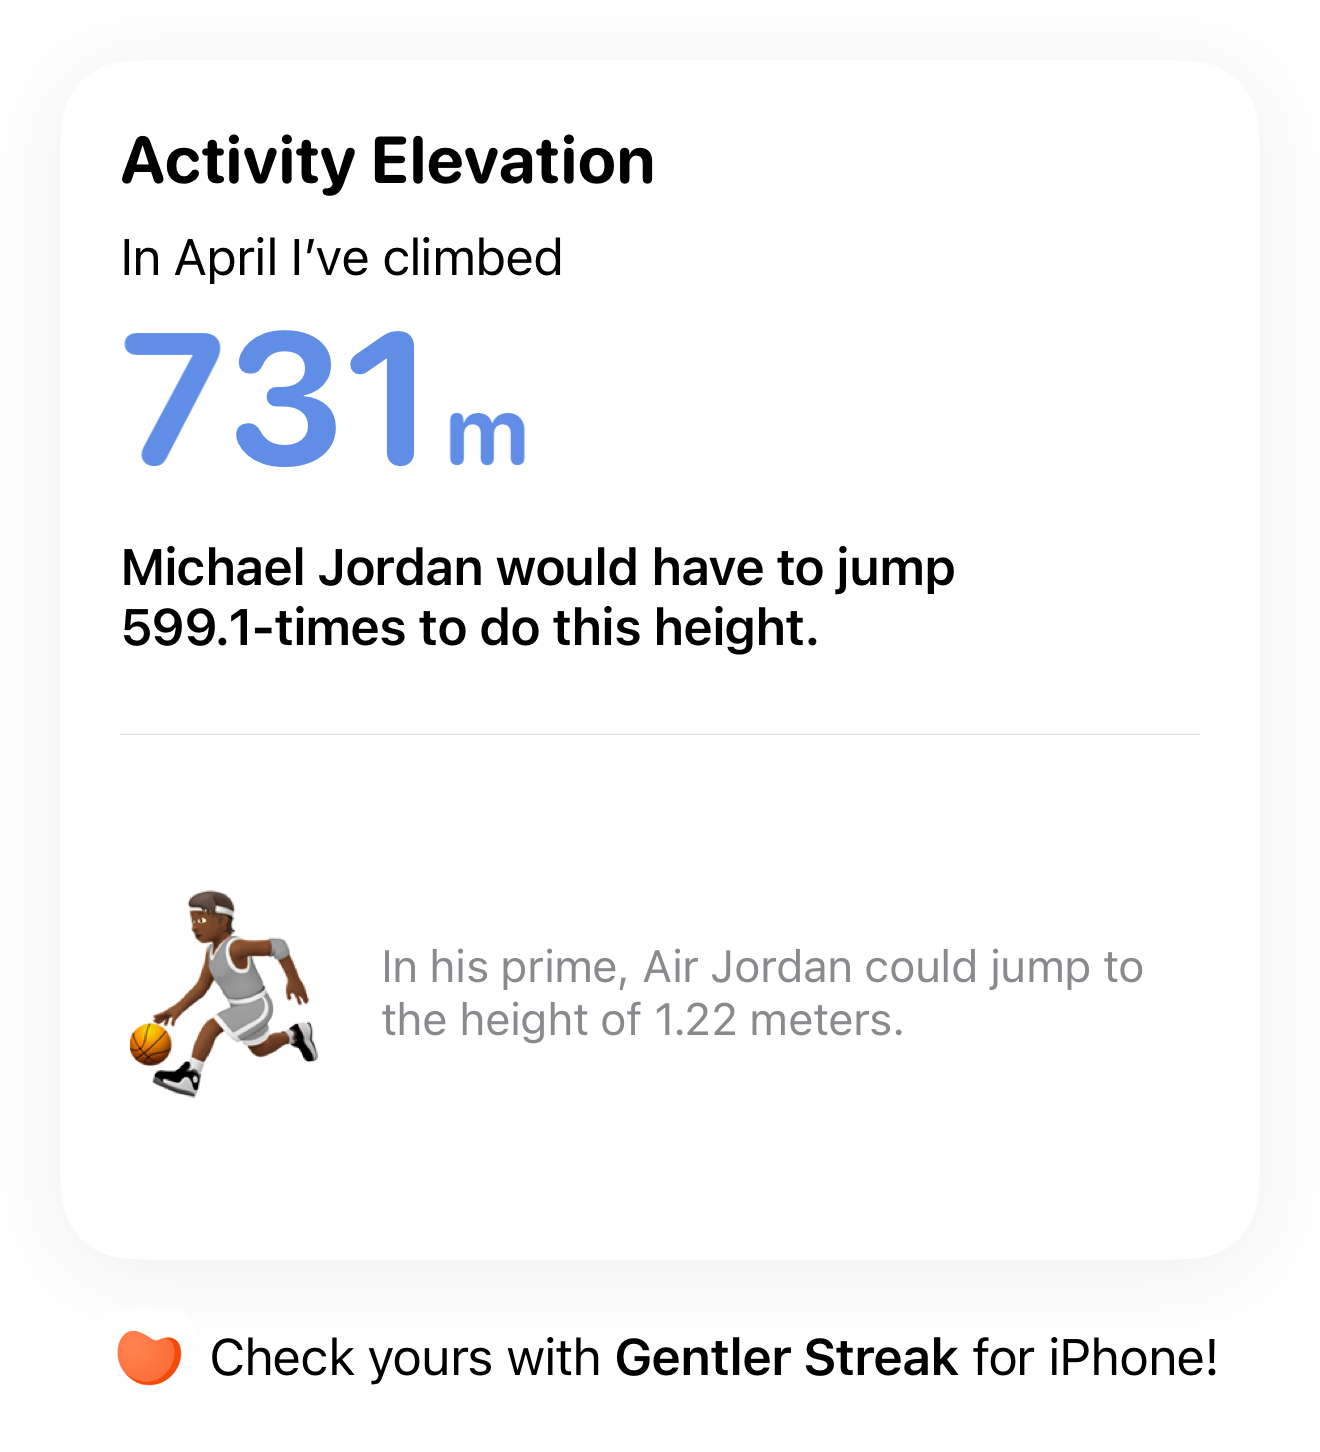 Activity Elevation
In April I’ve climbed
731 m
Michael Jordan would have to jump
599.1-times to do this height.
In his prime, Air Jordan could jump to
the height of 1.22 meters.
Check yours with Gentler Streak for iPhone!